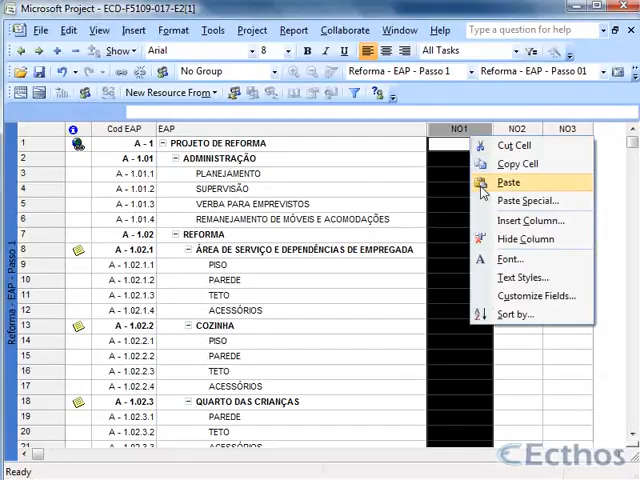 Microsoft Project - ECD-F5109-017-E2[1]
File Edit View Insert Format Tools Project Report Collaborate Window Help Type a question for help
Show Arial 8 B I U All Tasks
No Group Reforma - EAP - Passo 1 Reforma - EAP - Passo 01
New Resource From
Cod EAP EAP NO1 NO2 NO3
1 A - 1 PROJETO DE REFORMA
2 A - 1.01 ADMINISTRAÇÃO
3 A - 1.01.1 PLANEJAMENTO
4 A - 1.01.2 SUPERVISÃO
5 A - 1.01.3 VERBA PARA EMPREVISTOS
6 A - 1.01.4 REMANEJAMENTO DE MÓVEIS E ACOMODAÇÕES
7 A - 1.02 REFORMA
8 A - 1.02.1 ÁREA DE SERVIÇO E DEPENDÊNCIAS DE EMPREGADA
9 A - 1.02.1.1 PISO
10 A - 1.02.1.2 PAREDE
11 A - 1.02.1.3 TETO
12 A - 1.02.1.4 ACESSÓRIOS
13 A - 1.02.2 COZINHA
14 A - 1.02.2.1 PISO
15 A - 1.02.2.2 PAREDE
16 A - 1.02.2.3 TETO
17 A - 1.02.2.4 ACESSÓRIOS
18 A - 1.02.3 QUARTO DAS CRIANÇAS
19 A - 1.02.3.1 PAREDE
20 A - 1.02.3.2 TETO
21 A - 1.02.3.3 ACESSÓRIOS
Cut Cell
Copy Cell
Paste
Paste Special...
Insert Column...
Hide Column
Font...
Text Styles...
Customize Fields...
Sort by...
Reforma - EAP - Passo 1
Ready
Ecthos